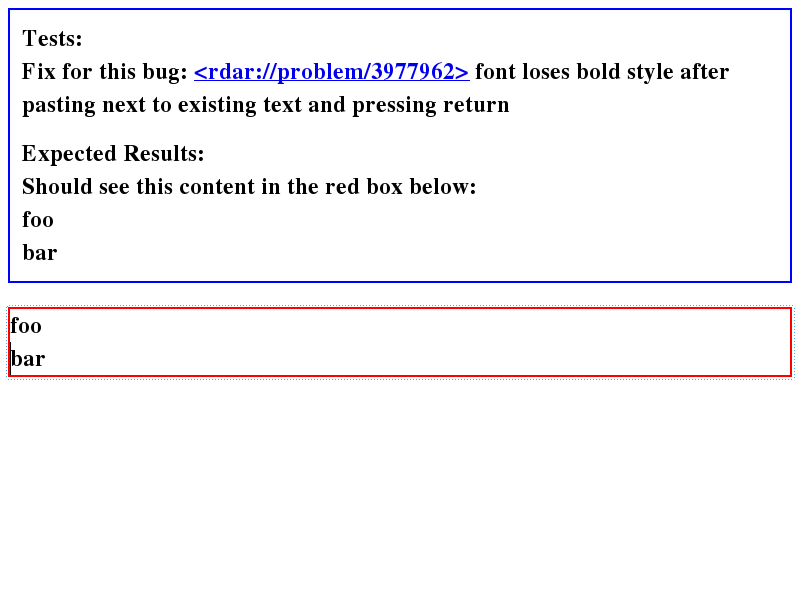 Tests:
Fix for this bug: <rdar://problem/3977962> font loses bold style after
pasting next to existing text and pressing return
Expected Results:
Should see this content in the red box below:
foo
bar
foo
bar